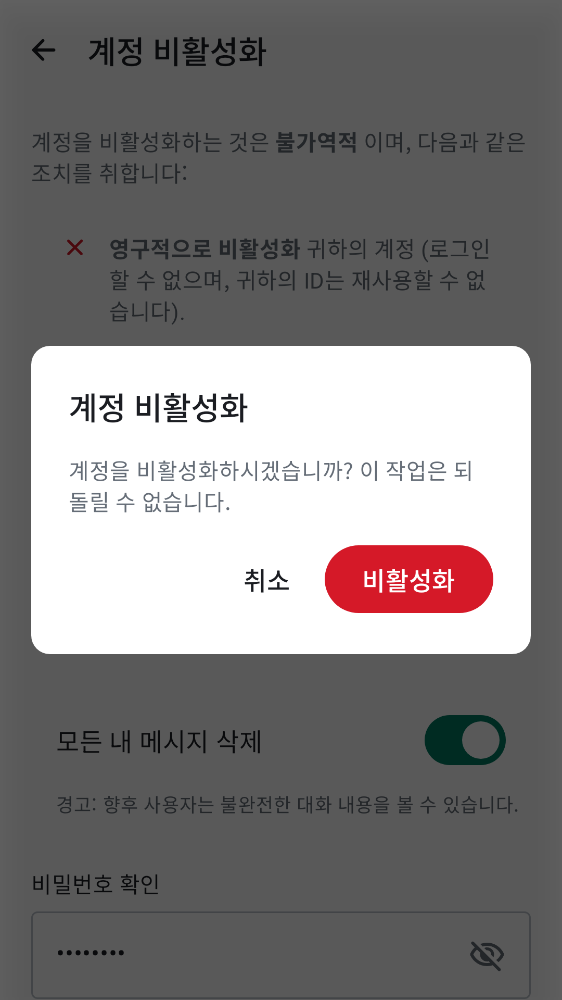 계정 비활성화
계정을 비활성화하는 것은 불가역적 이며, 다음과 같은
조치를 취합니다:
영구적으로 비활성화 귀하의 계정 (로그인
할 수 없으며, 귀하의 ID는 재사용할 수 없
습니다).
계정 비활성화
계정을 비활성화하시겠습니까? 이 작업은 되
돌릴 수 없습니다.
취소
비활성화
모든 내 메시지 삭제
경고: 향후 사용자는 불완전한 대화 내용을 볼 수 있습니다.
비밀번호 확인
••••••••